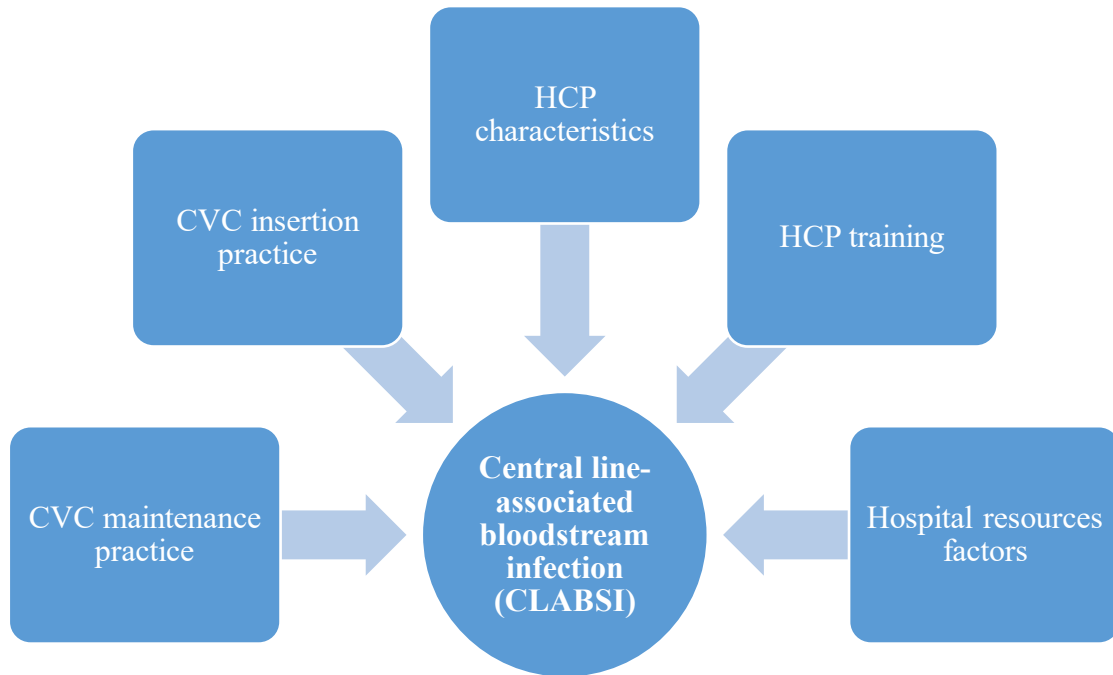 HCP
characteristics
CVC insertion
practice
HCP training
CVC maintenance
practice
Central line-
associated
bloodstream
infection
(CLABSI)
Hospital resources
factors